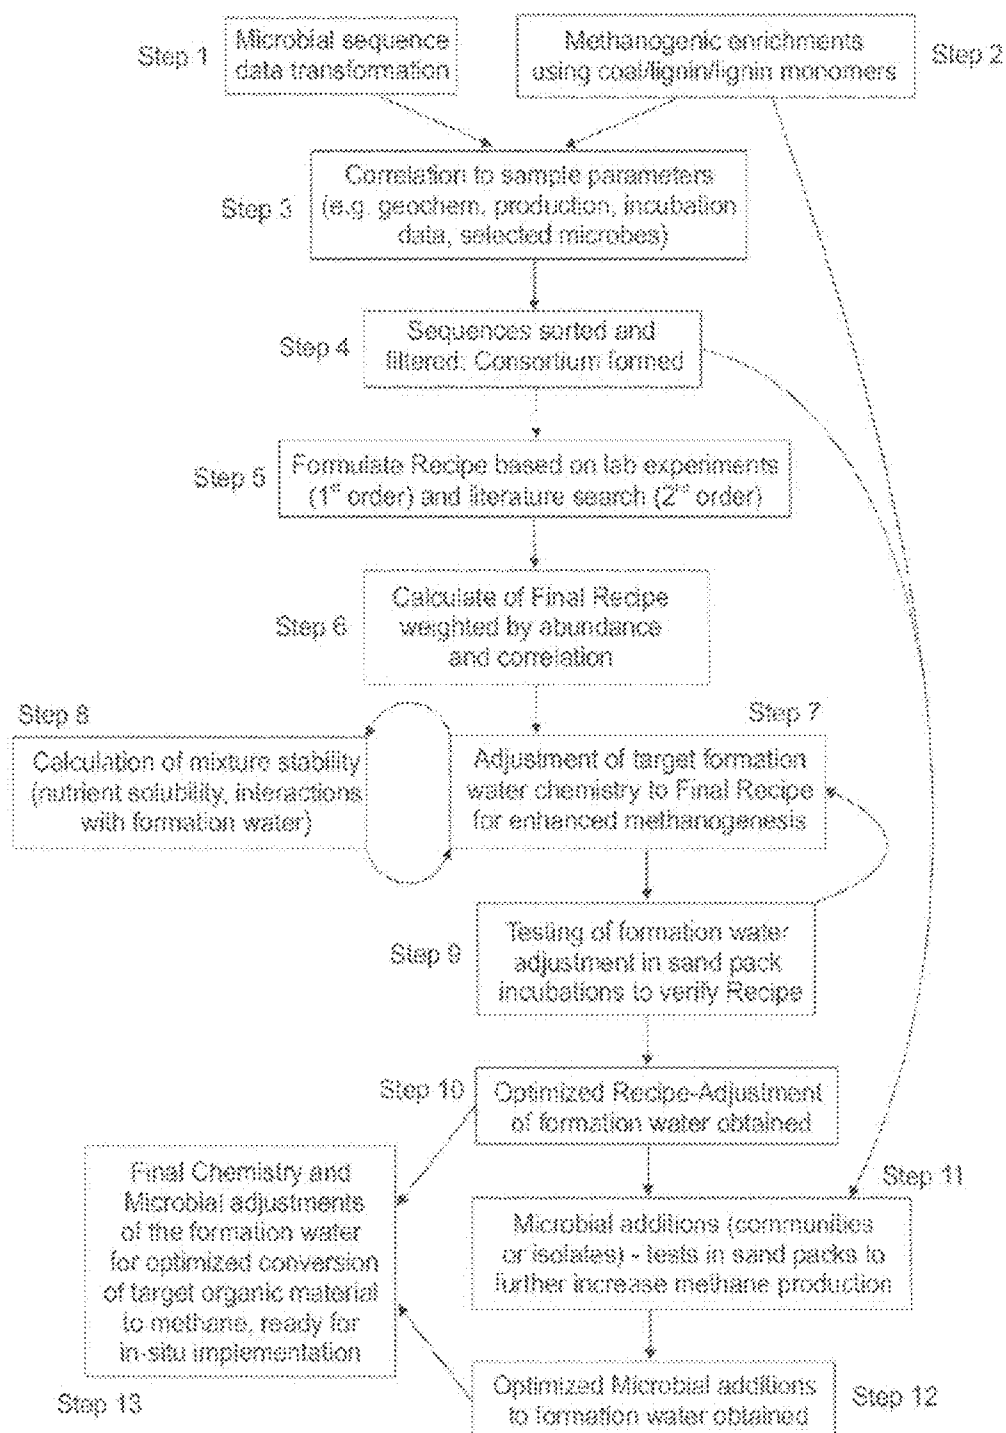 Step 1
Microbial sequence
data transformation
Methanogenic enrichments
using coal/lignin/lignin monomers
Step 2
Step 3
Correlation to sample parameters
(e.g. geochem, production, incubation
data, selected microbes)
Step 4
Sequences sorted and
filtered: Consortium formed
Step 5
Formulate Recipe based on lab experiments
(1st order) and literature search (2nd order)
Step 6
Calculate of Final Recipe
weighted by abundance
and correlation
Step 8
Calculation of mixture stability
(nutrient solubility, interactions
with formation water)
Step 7
Adjustment of target formation
water chemistry to Final Recipe
for enhanced methanogenesis
Step 9
Testing of formation water
adjustment in sand pack
incubations to verify Recipe
Step 10
Optimized Recipe-Adjustment
of formation water obtained
Step 11
Microbial additions (communities
or isolates) - tests in sand packs to
further increase methane production
Final Chemistry and
Microbial adjustments
of the formation water
for optimized conversion
of target organic material
to methane, ready for
in-situ implementation
Step 13
Optimized Microbial additions
to formation water obtained
Step 12